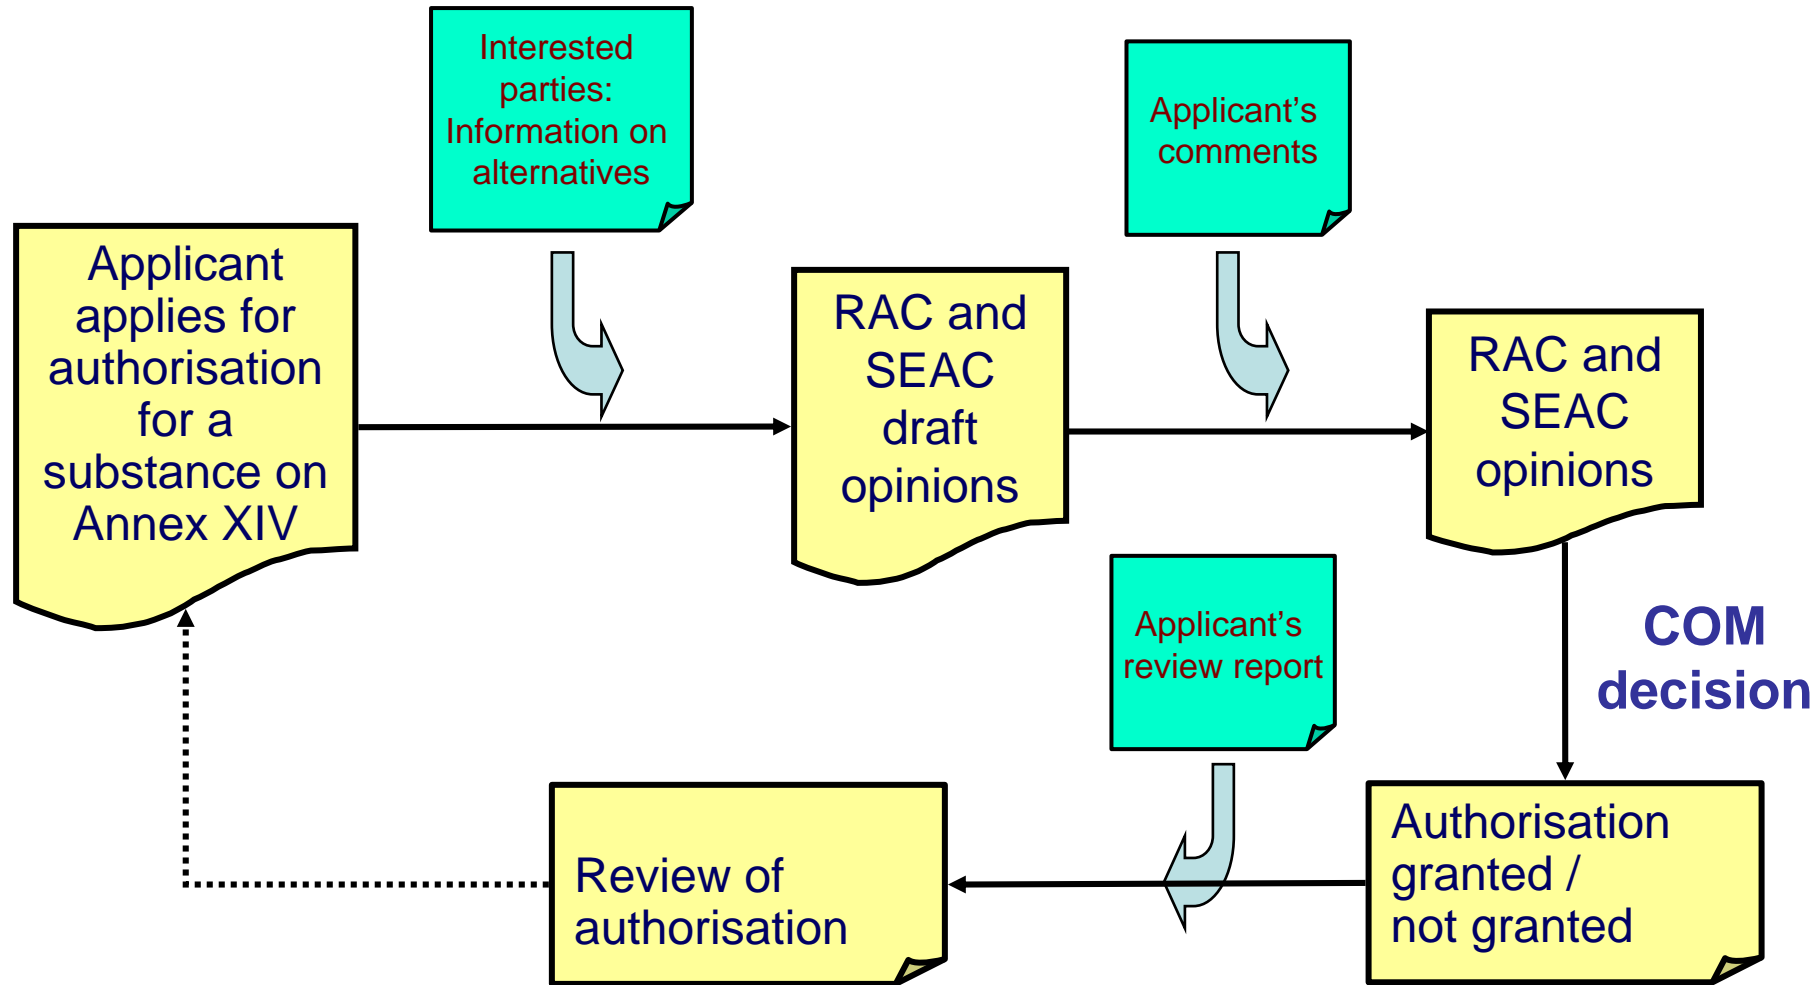 Interested
parties:
Information on
alternatives
Applicant's
comments
Applicant
applies for
authorisation
for a
substance on
Annex XIV
RAC and
SEAC
draft
opinions
RAC and
SEAC
opinions
Applicant's
review report
COM
decision
Review of
authorisation
Authorisation
granted /
not granted